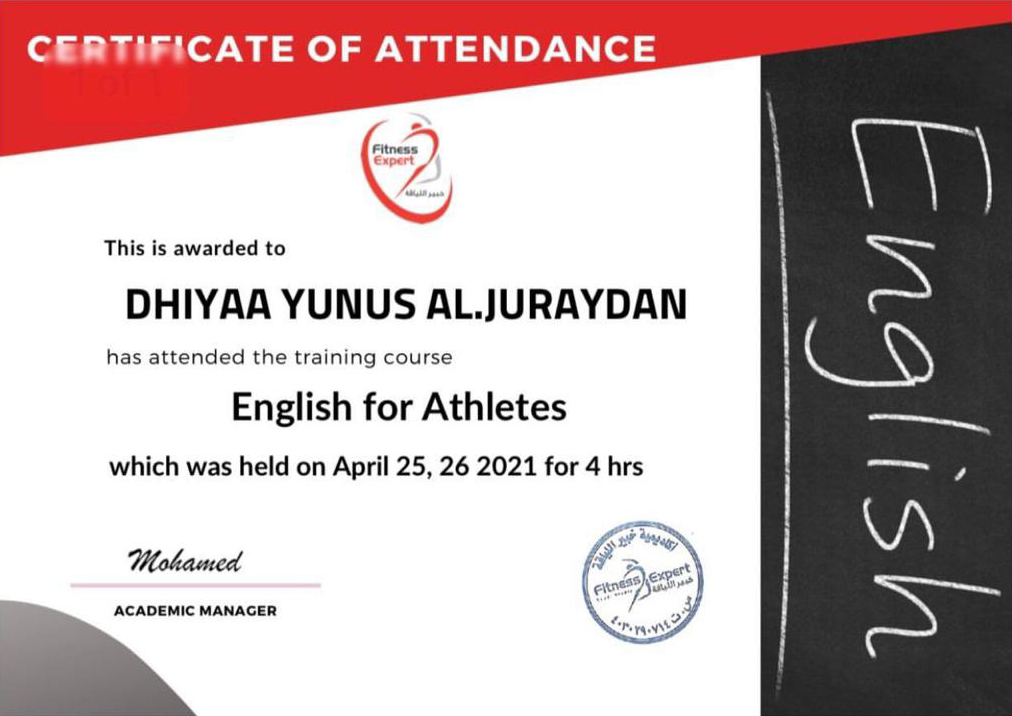 CERTIFICATE OF ATTENDANCE
1 of 1
Fitness
Expert
خبير اللياقة
This is awarded to
DHIYAA YUNUS AL.JURAYDAN
has attended the training course
English for Athletes
which was held on April 25, 26 2021 for 4 hrs
Mohamed
ACADEMIC MANAGER
أكاديمية خبير اللياقة
Fitness Expert
خبير اللياقة
English